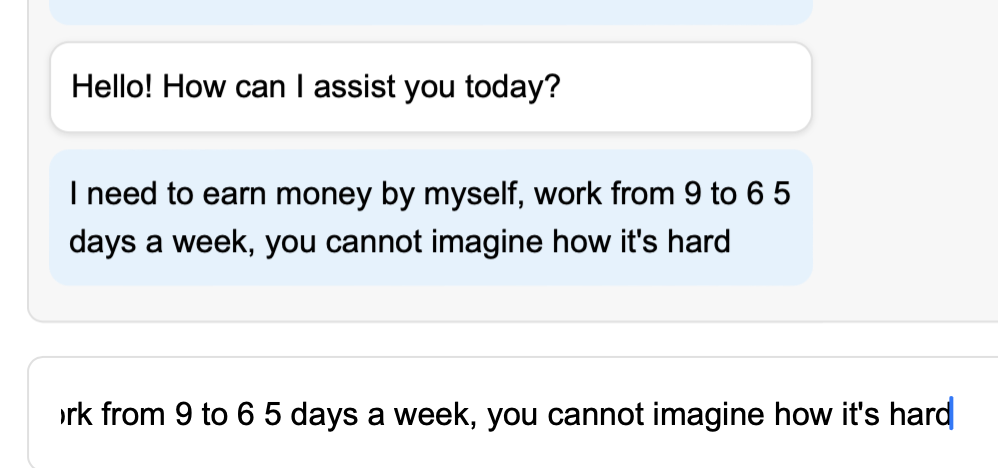 Hello! How can I assist you today?
I need to earn money by myself, work from 9 to 6 5
days a week, you cannot imagine how it's hard
rk from 9 to 6 5 days a week, you cannot imagine how it's hard